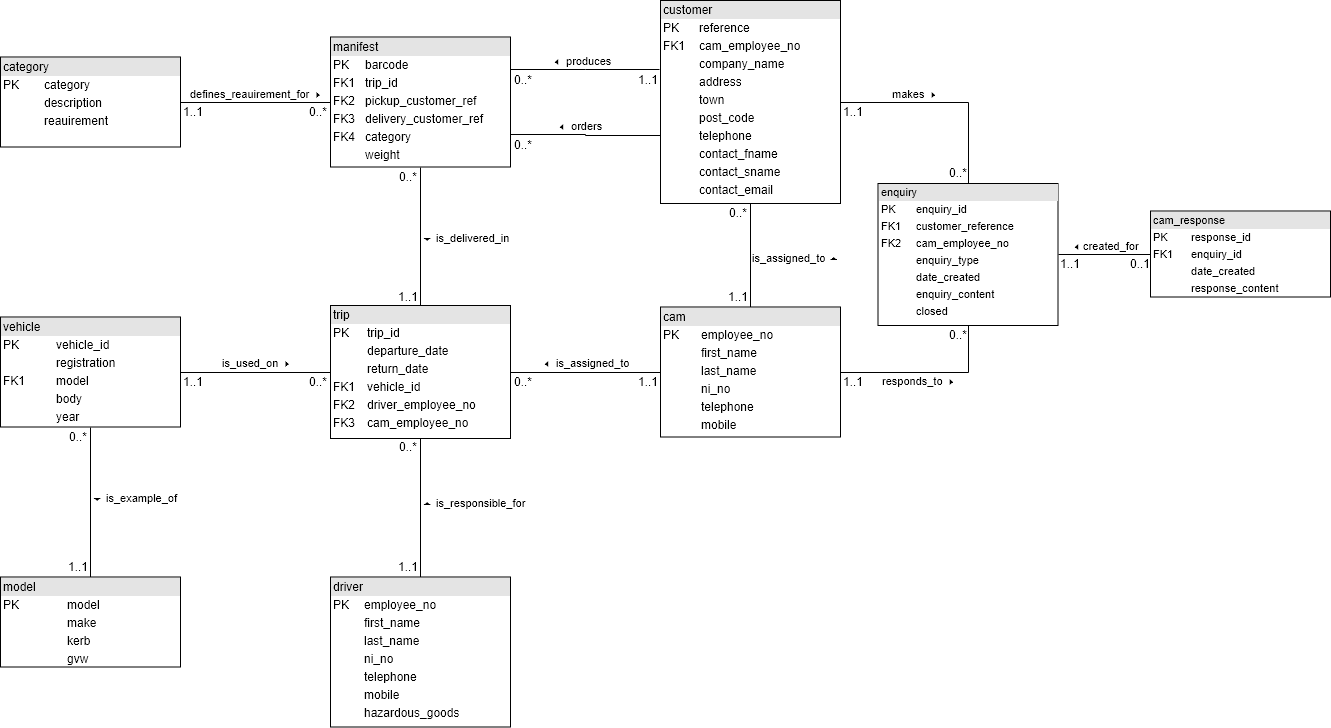 customer
PK reference
FK1 cam_employee_no
company_name
address
town
post_code
telephone
contact_fname
contact_sname
contact_email
manifest
PK barcode
FK1 trip_id
FK2 pickup_customer_ref
FK3 delivery_customer_ref
FK4 category
weight
category
PK category
description
reauirement
defines_reauirement_for
1..1 0..*
produces
0..* 1..1
orders
0..*
makes
1..1
0..*
enquiry
PK enquiry_id
FK1 customer_reference
FK2 cam_employee_no
enquiry_type
date_created
enquiry_content
closed
cam_response
PK response_id
FK1 enquiry_id
date_created
response_content
created_for
1..1 0..1
0..*
is_delivered_in
1..1
0..*
is_assigned_to
1..1
vehicle
PK vehicle_id
registration
FK1 model
body
year
is_used_on
1..1 0..*
trip
PK trip_id
departure_date
return_date
FK1 vehicle_id
FK2 driver_employee_no
FK3 cam_employee_no
is_assigned_to
0..* 1..1
cam
PK employee_no
first_name
last_name
ni_no
telephone
mobile
0..*
1..1 responds_to
0..*
is_example_of
1..1
0..*
is_responsible_for
1..1
model
PK model
make
kerb
gvw
driver
PK employee_no
first_name
last_name
ni_no
telephone
mobile
hazardous_goods